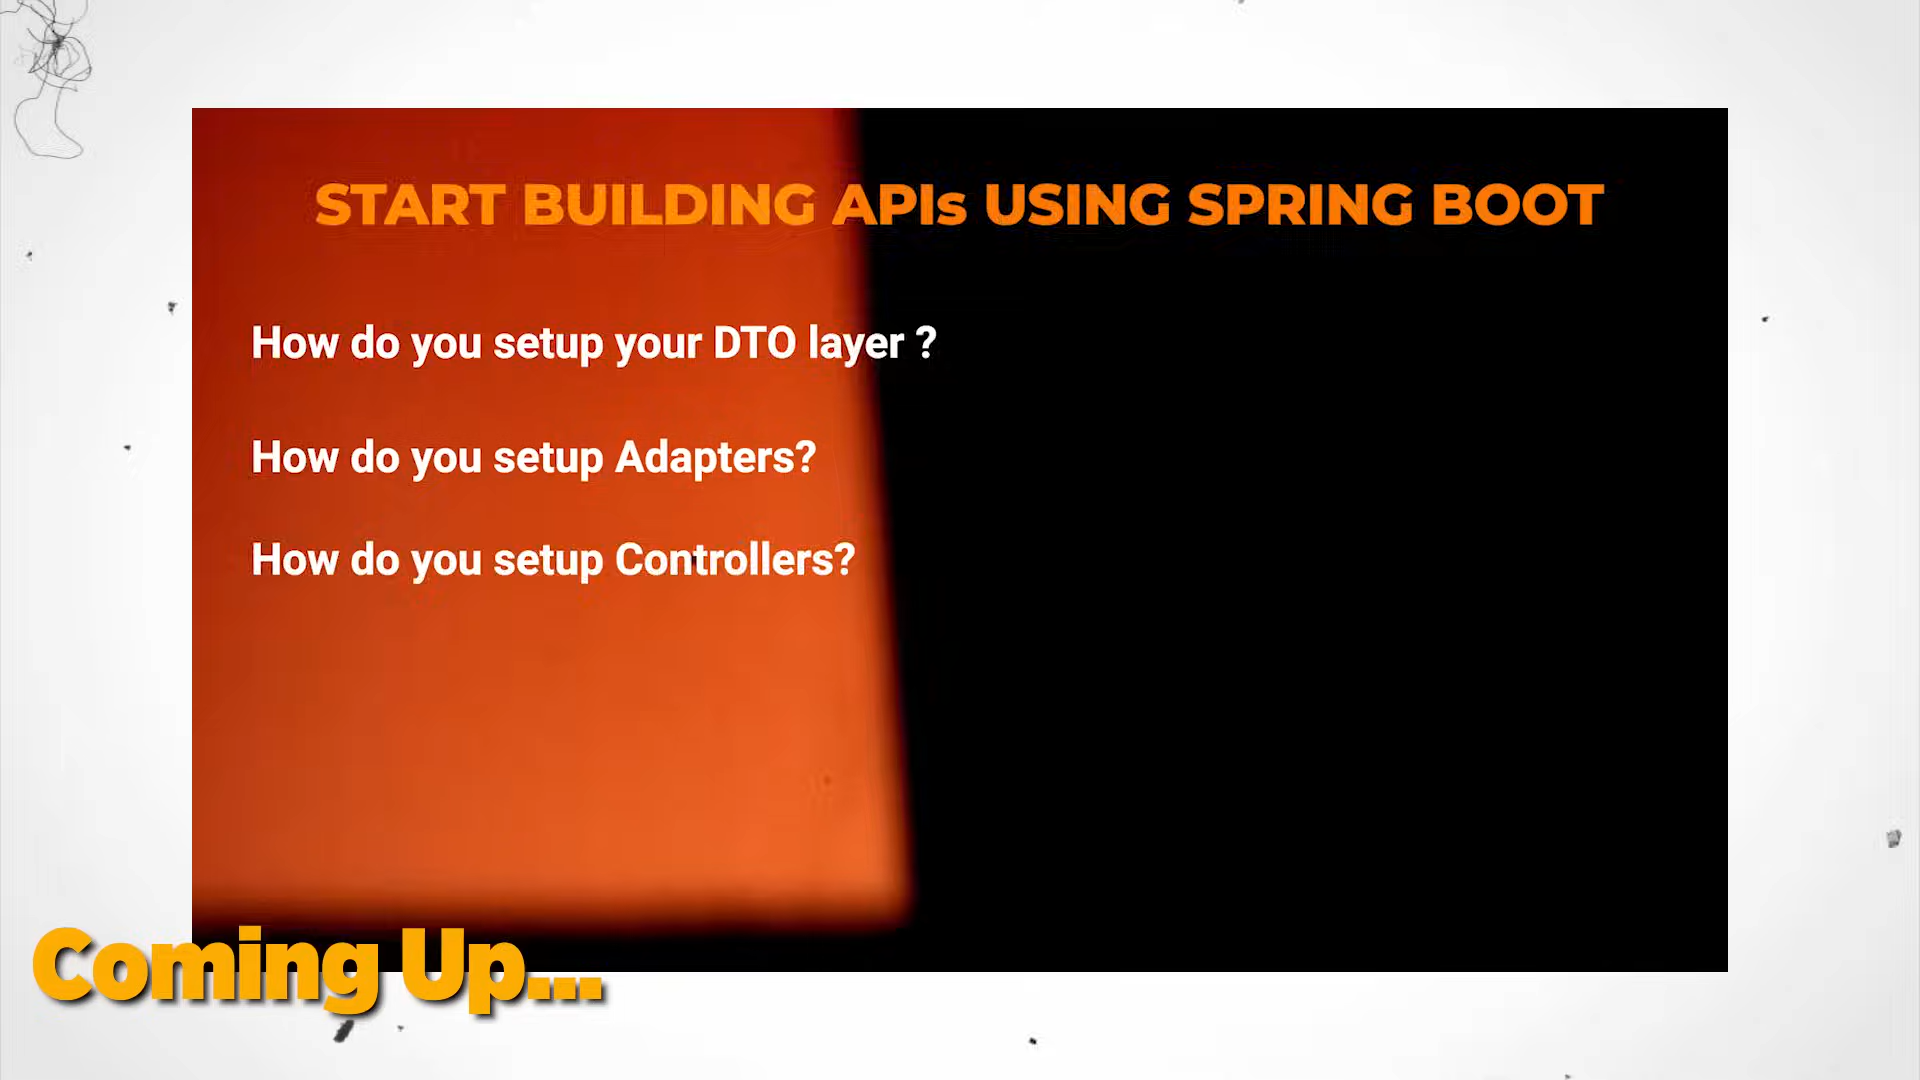 START BUILDING APIs USING SPRING BOOT
How do you setup your DTO layer ?
How do you setup Adapters?
How do you setup Controllers?
Coming Up...